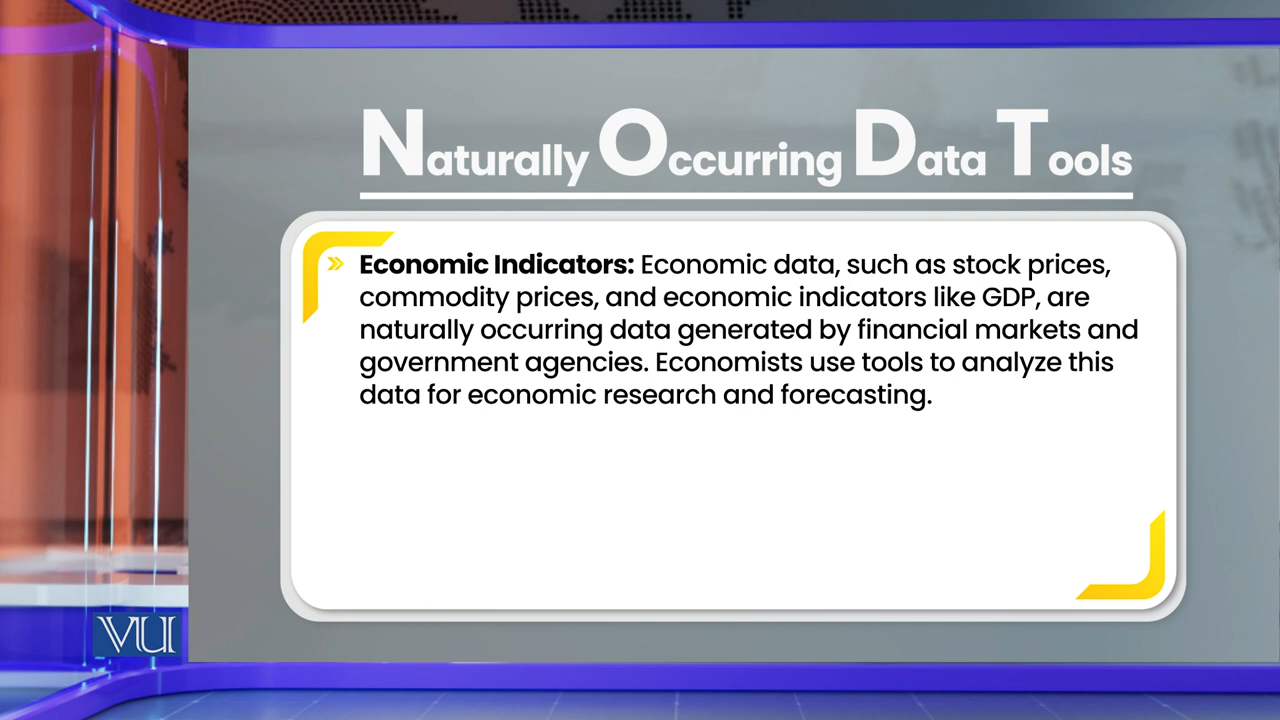 Naturally Occurring Data Tools
» Economic Indicators: Economic data, such as stock prices,
commodity prices, and economic indicators like GDP, are
naturally occurring data generated by financial markets and
government agencies. Economists use tools to analyze this
data for economic research and forecasting.
VU